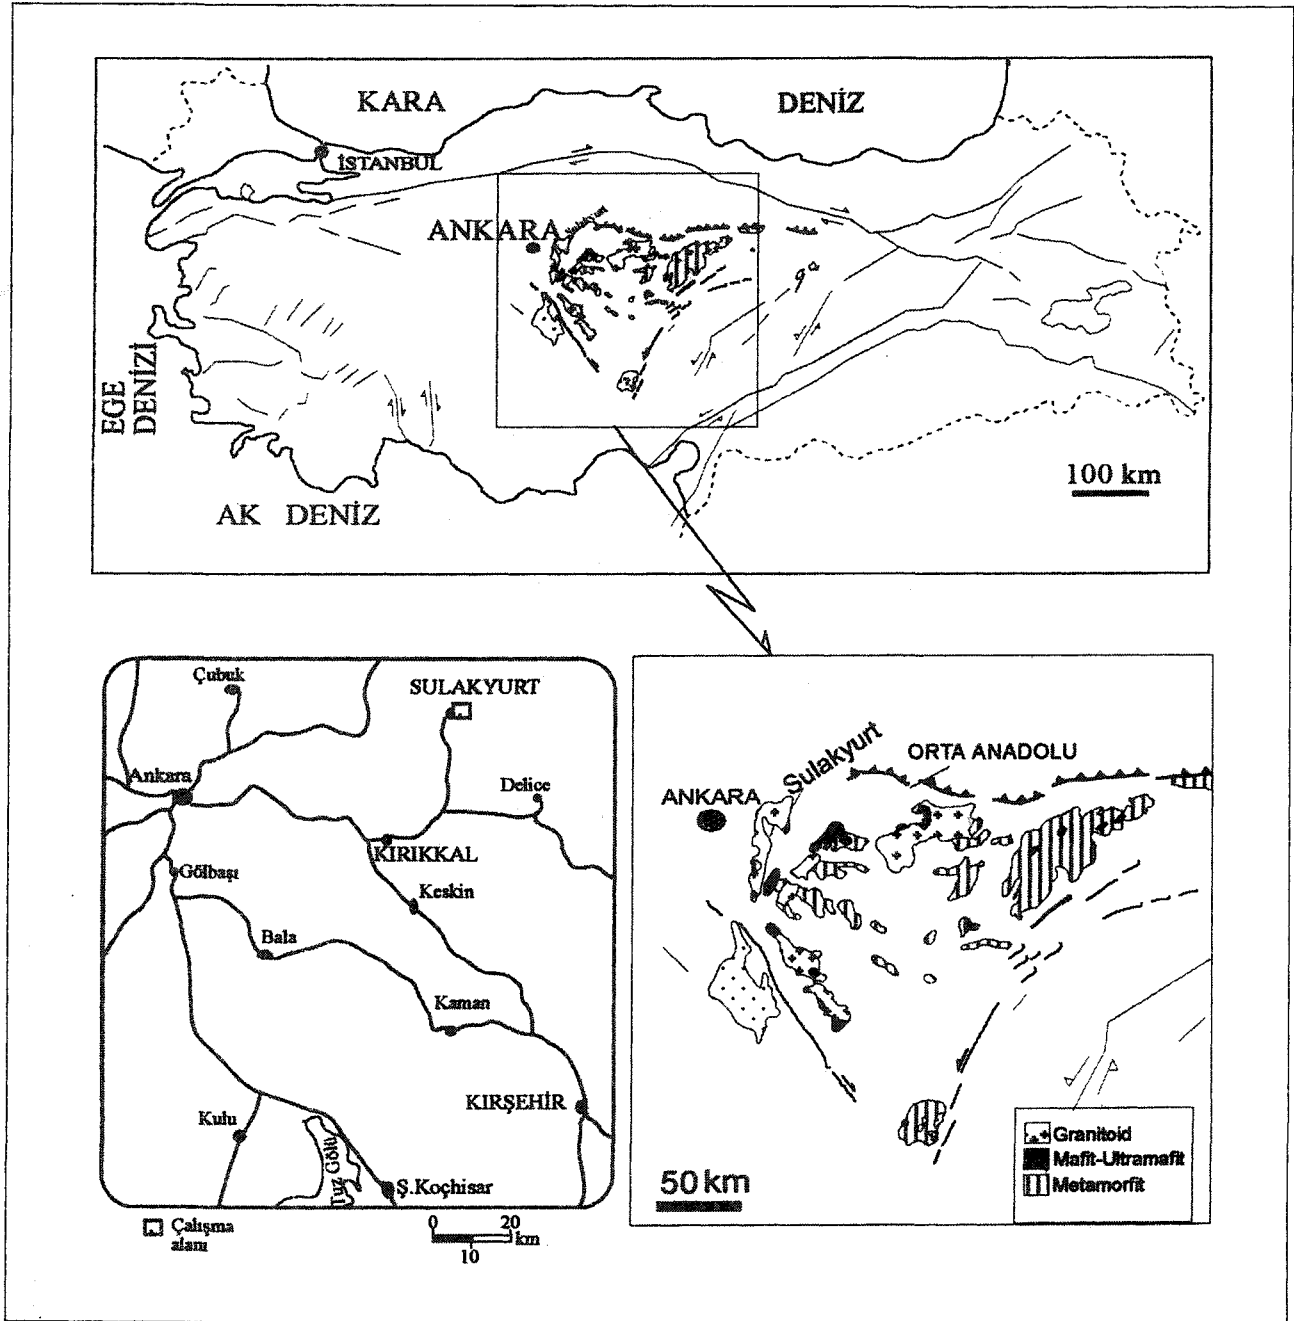 KARA DENİZ
İSTANBUL
ANKARA
Sulakyurt
EGE
DENİZİ
AK DENİZ
100 km
Çubuk
SULAKYURT
Ankara
Delice
KIRIKKAL
Gölbaşı
Keskin
Bala
Kaman
KIRŞEHİR
Kulu
Tuz Gölü
Ş.Koçhisar
Çalışma
alanı
0 20
km
10
Sulakyurt
ORTA ANADOLU
ANKARA
Granitoid
Mafit-Ultramafit
Metamorfit
50 km